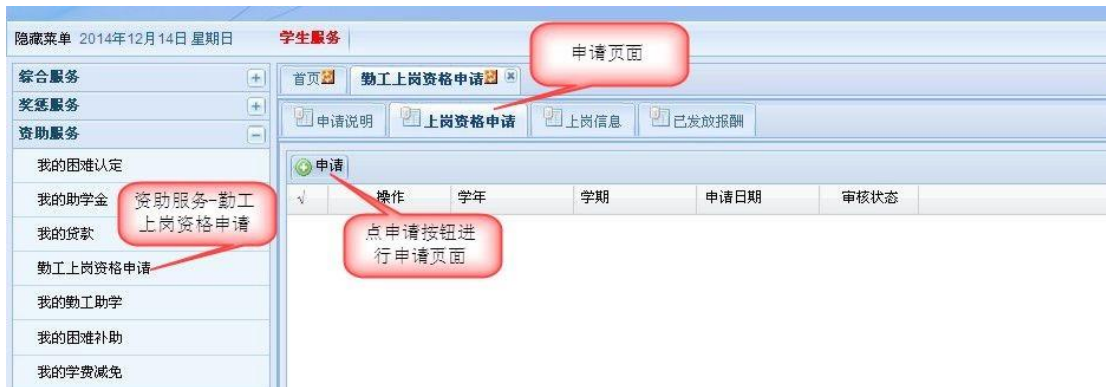 隐藏菜单 2014年12月14日 星期日 学生服务
申请页面
综合服务
首页 勤工上岗资格申请
奖惩服务
申请说明 上岗资格申请 上岗信息 已发放报酬
资助服务
我的困难认定
申请
我的助学金
资助服务-勤工
上岗资格申请
√ 操作 学年 学期 申请日期 审核状态
我的贷款
点申请按钮进
行申请页面
勤工上岗资格申请
我的勤工助学
我的困难补助
我的学费减免